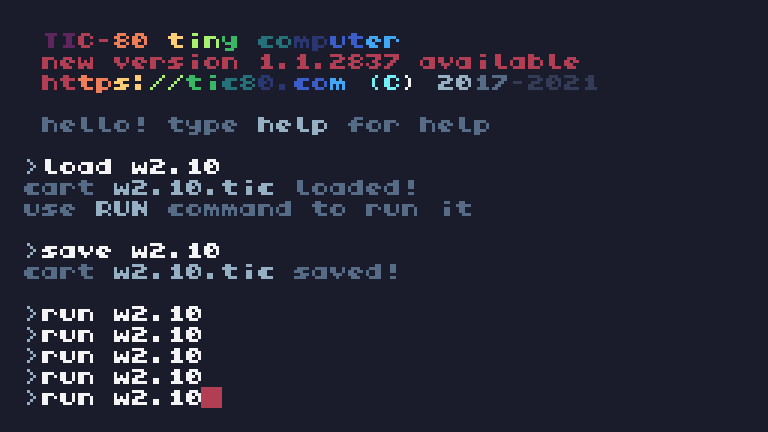 TIC-80 tiny computer
new version 1.1.2837 available
https://tic80.com (C) 2017-2021
hello! type help for help
>load w2.10
cart w2.10.tic loaded!
use RUN command to run it
>save w2.10
cart w2.10.tic saved!
>run w2.10
>run w2.10
>run w2.10
>run w2.10
>run w2.10